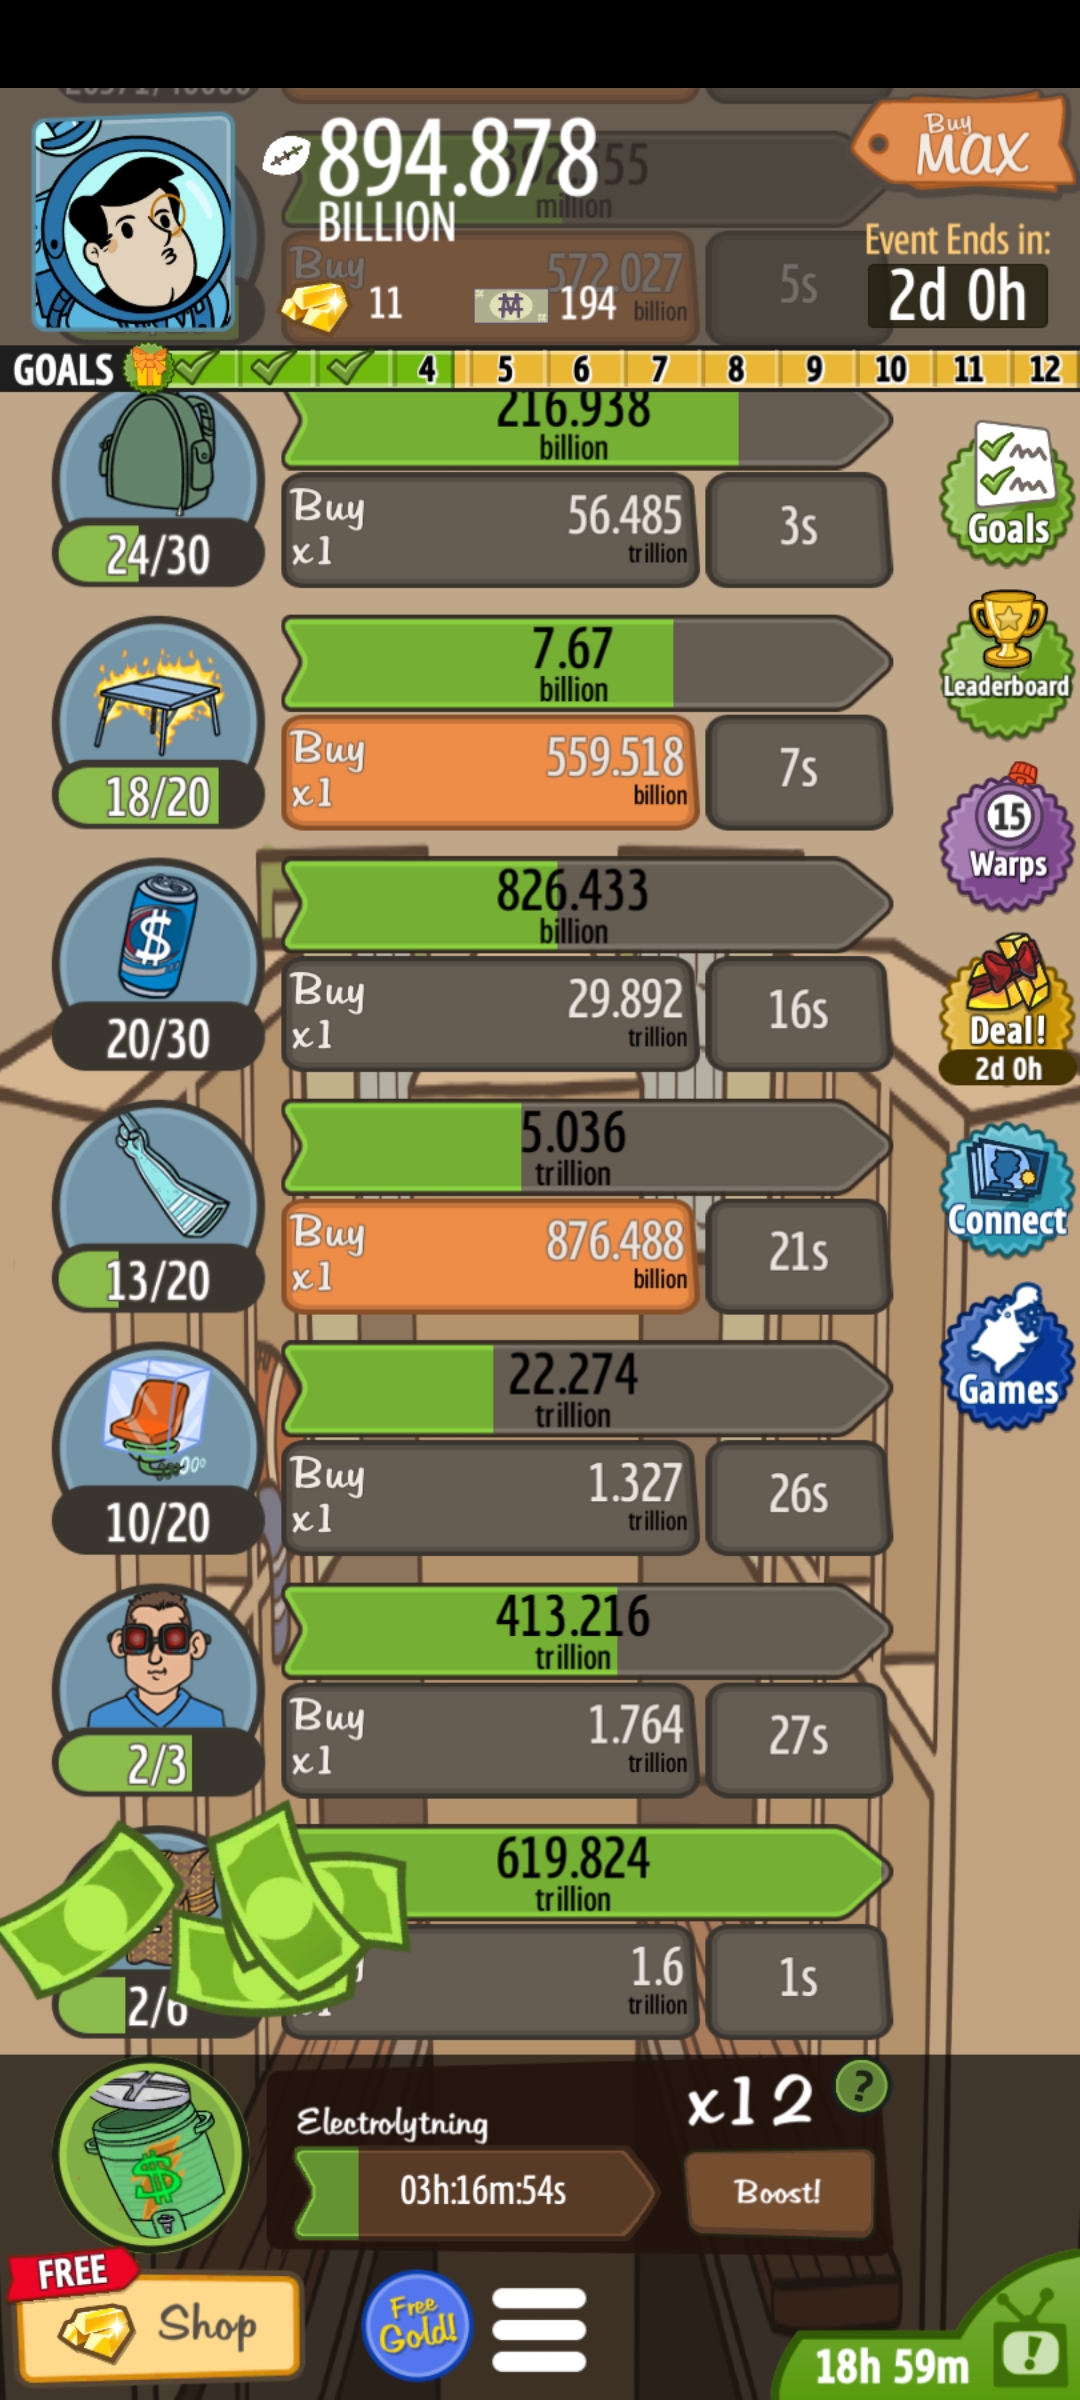 894.878
BILLION
Buy
MAX
392.155
million
Event Ends in:
2d 0h
Buy
572.027
billion
5s
11
194
GOALS
4 5 6 7 8 9 10 11 12
216.938
billion
Buy
x1
56.485
trillion
3s
24/30
Goals
7.67
billion
Buy
x1
559.518
billion
7s
18/20
Leaderboard
15
Warps
826.433
billion
Buy
x1
29.892
trillion
16s
20/30
Deal!
2d 0h
5.036
trillion
Buy
x1
876.488
billion
21s
13/20
Connect
22.274
trillion
Buy
x1
1.327
trillion
26s
10/20
Games
413.216
trillion
Buy
x1
1.764
trillion
27s
2/3
619.824
trillion
1.6
trillion
1s
2/6
Electrolytning
x12
?
03h:16m:54s
Boost!
FREE
Shop
Free
Gold!
18h 59m